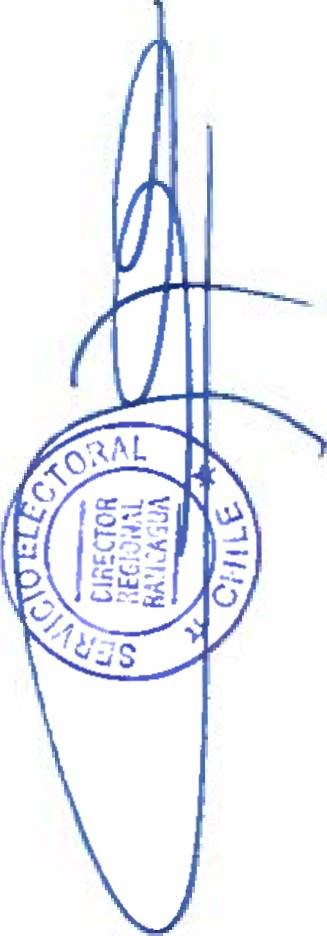 SERVICIO ELECTORAL
★ CHILE ★
DIRECTOR
REGIONAL
RANCAGUA